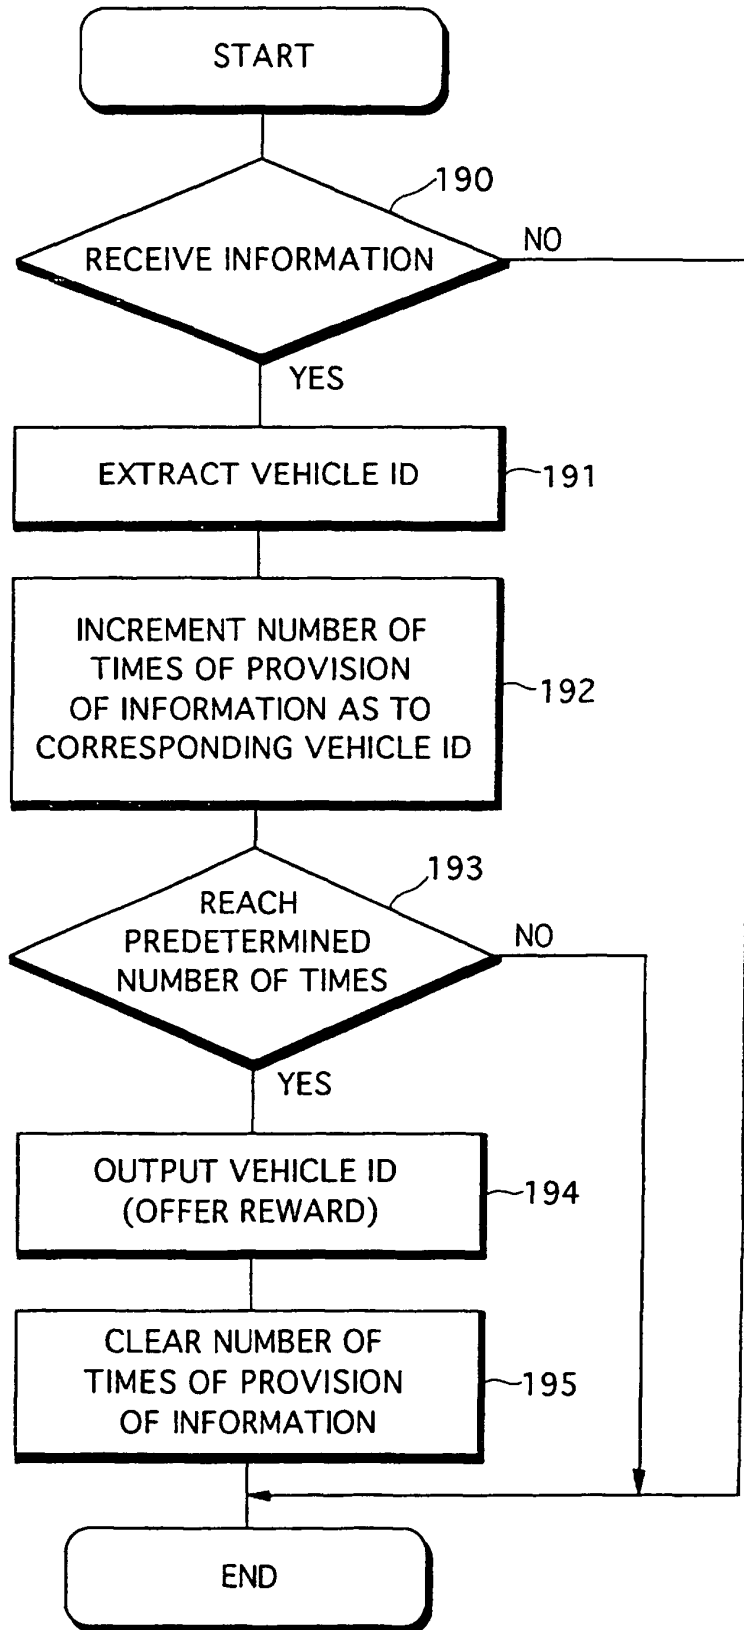 START
190
RECEIVE INFORMATION
NO
YES
EXTRACT VEHICLE ID
191
INCREMENT NUMBER OF
TIMES OF PROVISION
OF INFORMATION AS TO
CORRESPONDING VEHICLE ID
192
193
REACH
PREDETERMINED
NUMBER OF TIMES
NO
YES
OUTPUT VEHICLE ID
(OFFER REWARD)
194
CLEAR NUMBER OF
TIMES OF PROVISION
OF INFORMATION
195
END